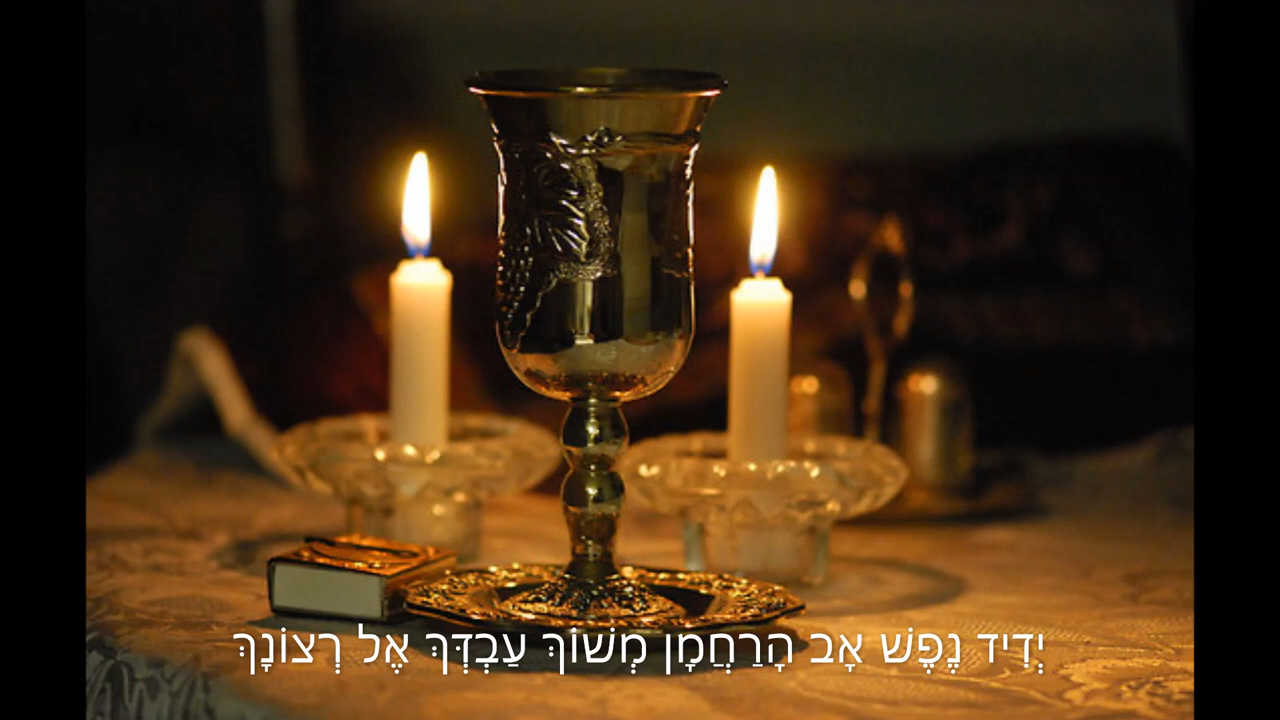 יְדִיד נֶפֶשׁ אָב הָרַחֲמָן מְשׁוֹךְ עַבְדְּךָ אֶל רְצוֹנָךְ